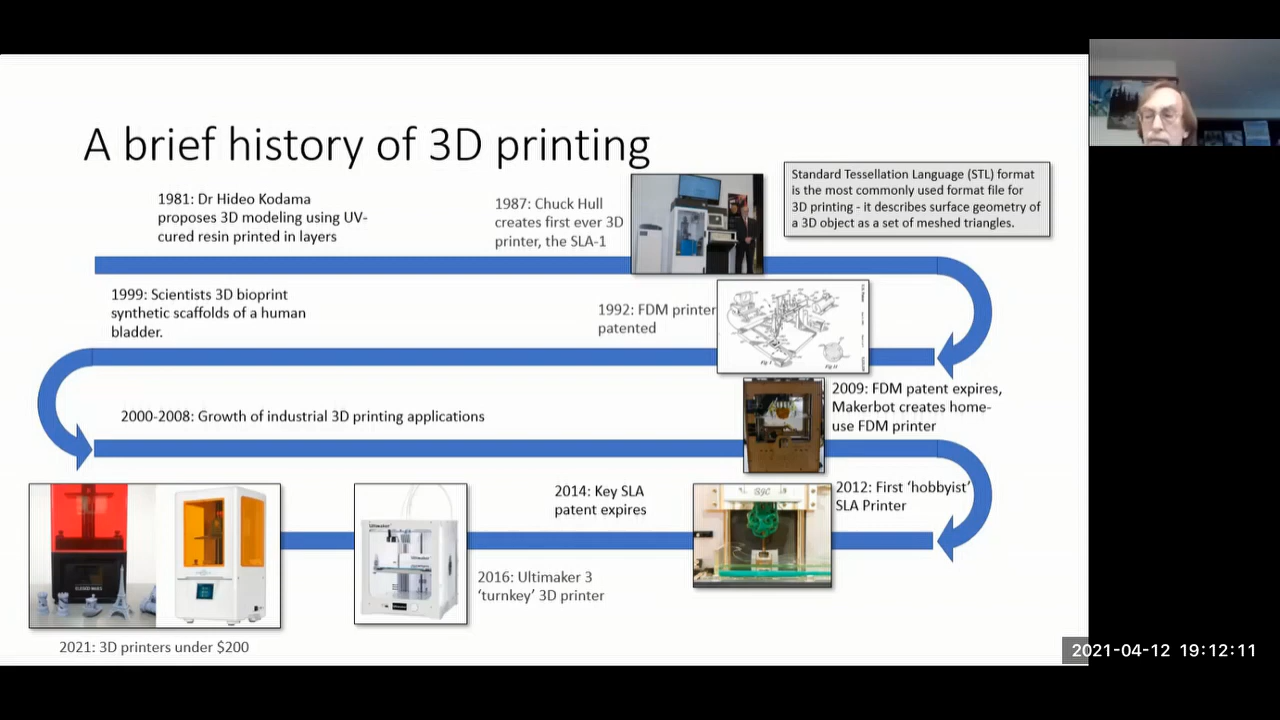 A brief history of 3D printing
1981: Dr Hideo Kodama
proposes 3D modeling using UV-
cured resin printed in layers
1987: Chuck Hull
creates first ever 3D
printer, the SLA-1
Standard Tessellation Language (STL) format
is the most commonly used format file for
3D printing - it describes surface geometry of
a 3D object as a set of meshed triangles.
1999: Scientists 3D bioprint
synthetic scaffolds of a human
bladder.
1992: FDM printer
patented
2000-2008: Growth of industrial 3D printing applications
2009: FDM patent expires,
Makerbot creates home-
use FDM printer
2014: Key SLA
patent expires
2012: First ‘hobbyist’
SLA Printer
Ultimaker
2016: Ultimaker 3
‘turnkey’ 3D printer
2021: 3D printers under $200
2021-04-12 19:12:11